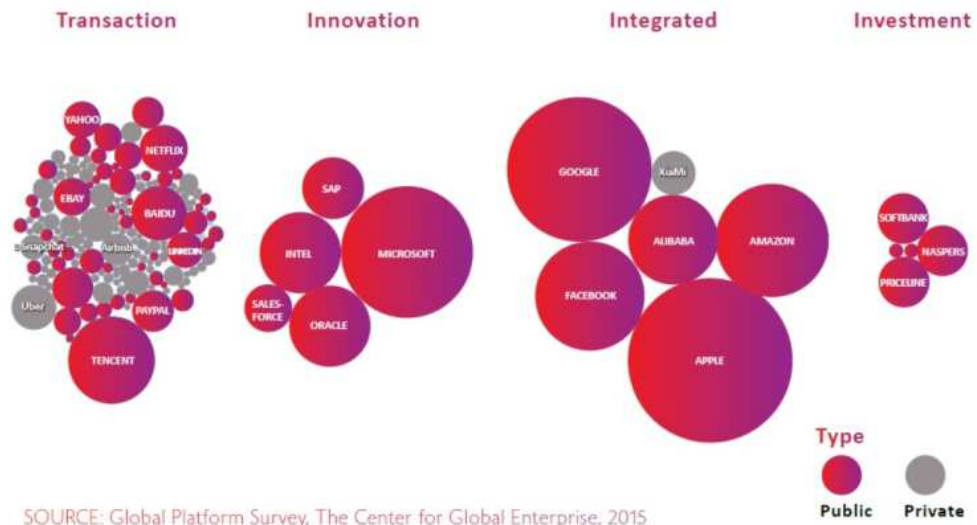 Transaction
Innovation
Integrated
Investment
YAHOO
NETFLIX
EBAY
BAIDU
Snapchat
Airbnb
LINKEDIN
Uber
PAYPAL
TENCENT
SAP
INTEL
MICROSOFT
SALES-
FORCE
ORACLE
GOOGLE
XiaMi
ALIBABA
AMAZON
FACEBOOK
APPLE
SOFTBANK
NASPERS
PRICELINE
Type
Public
Private
SOURCE: Global Platform Survey, The Center for Global Enterprise, 2015